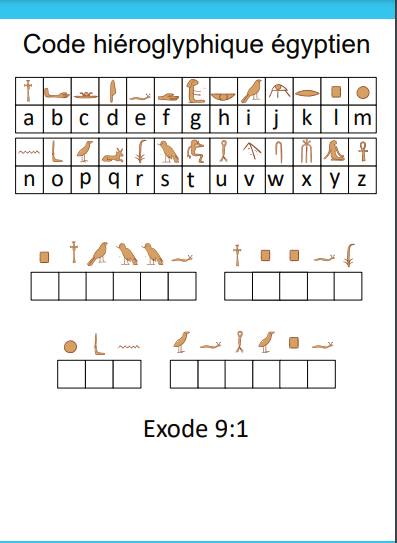 Code hiéroglyphique égyptien
a b c d e f g h i j k l m
n o p q r s t u v w x y z
Exode 9:1